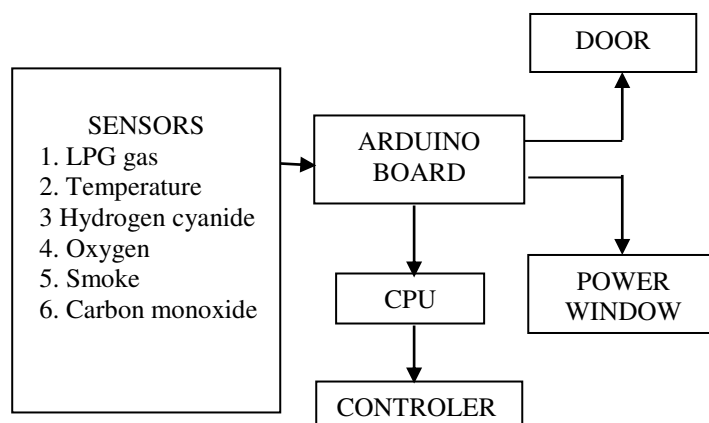 SENSORS
1. LPG gas
2. Temperature
3 Hydrogen cyanide
4. Oxygen
5. Smoke
6. Carbon monoxide
ARDUINO
BOARD
DOOR
POWER
WINDOW
CPU
CONTROLER